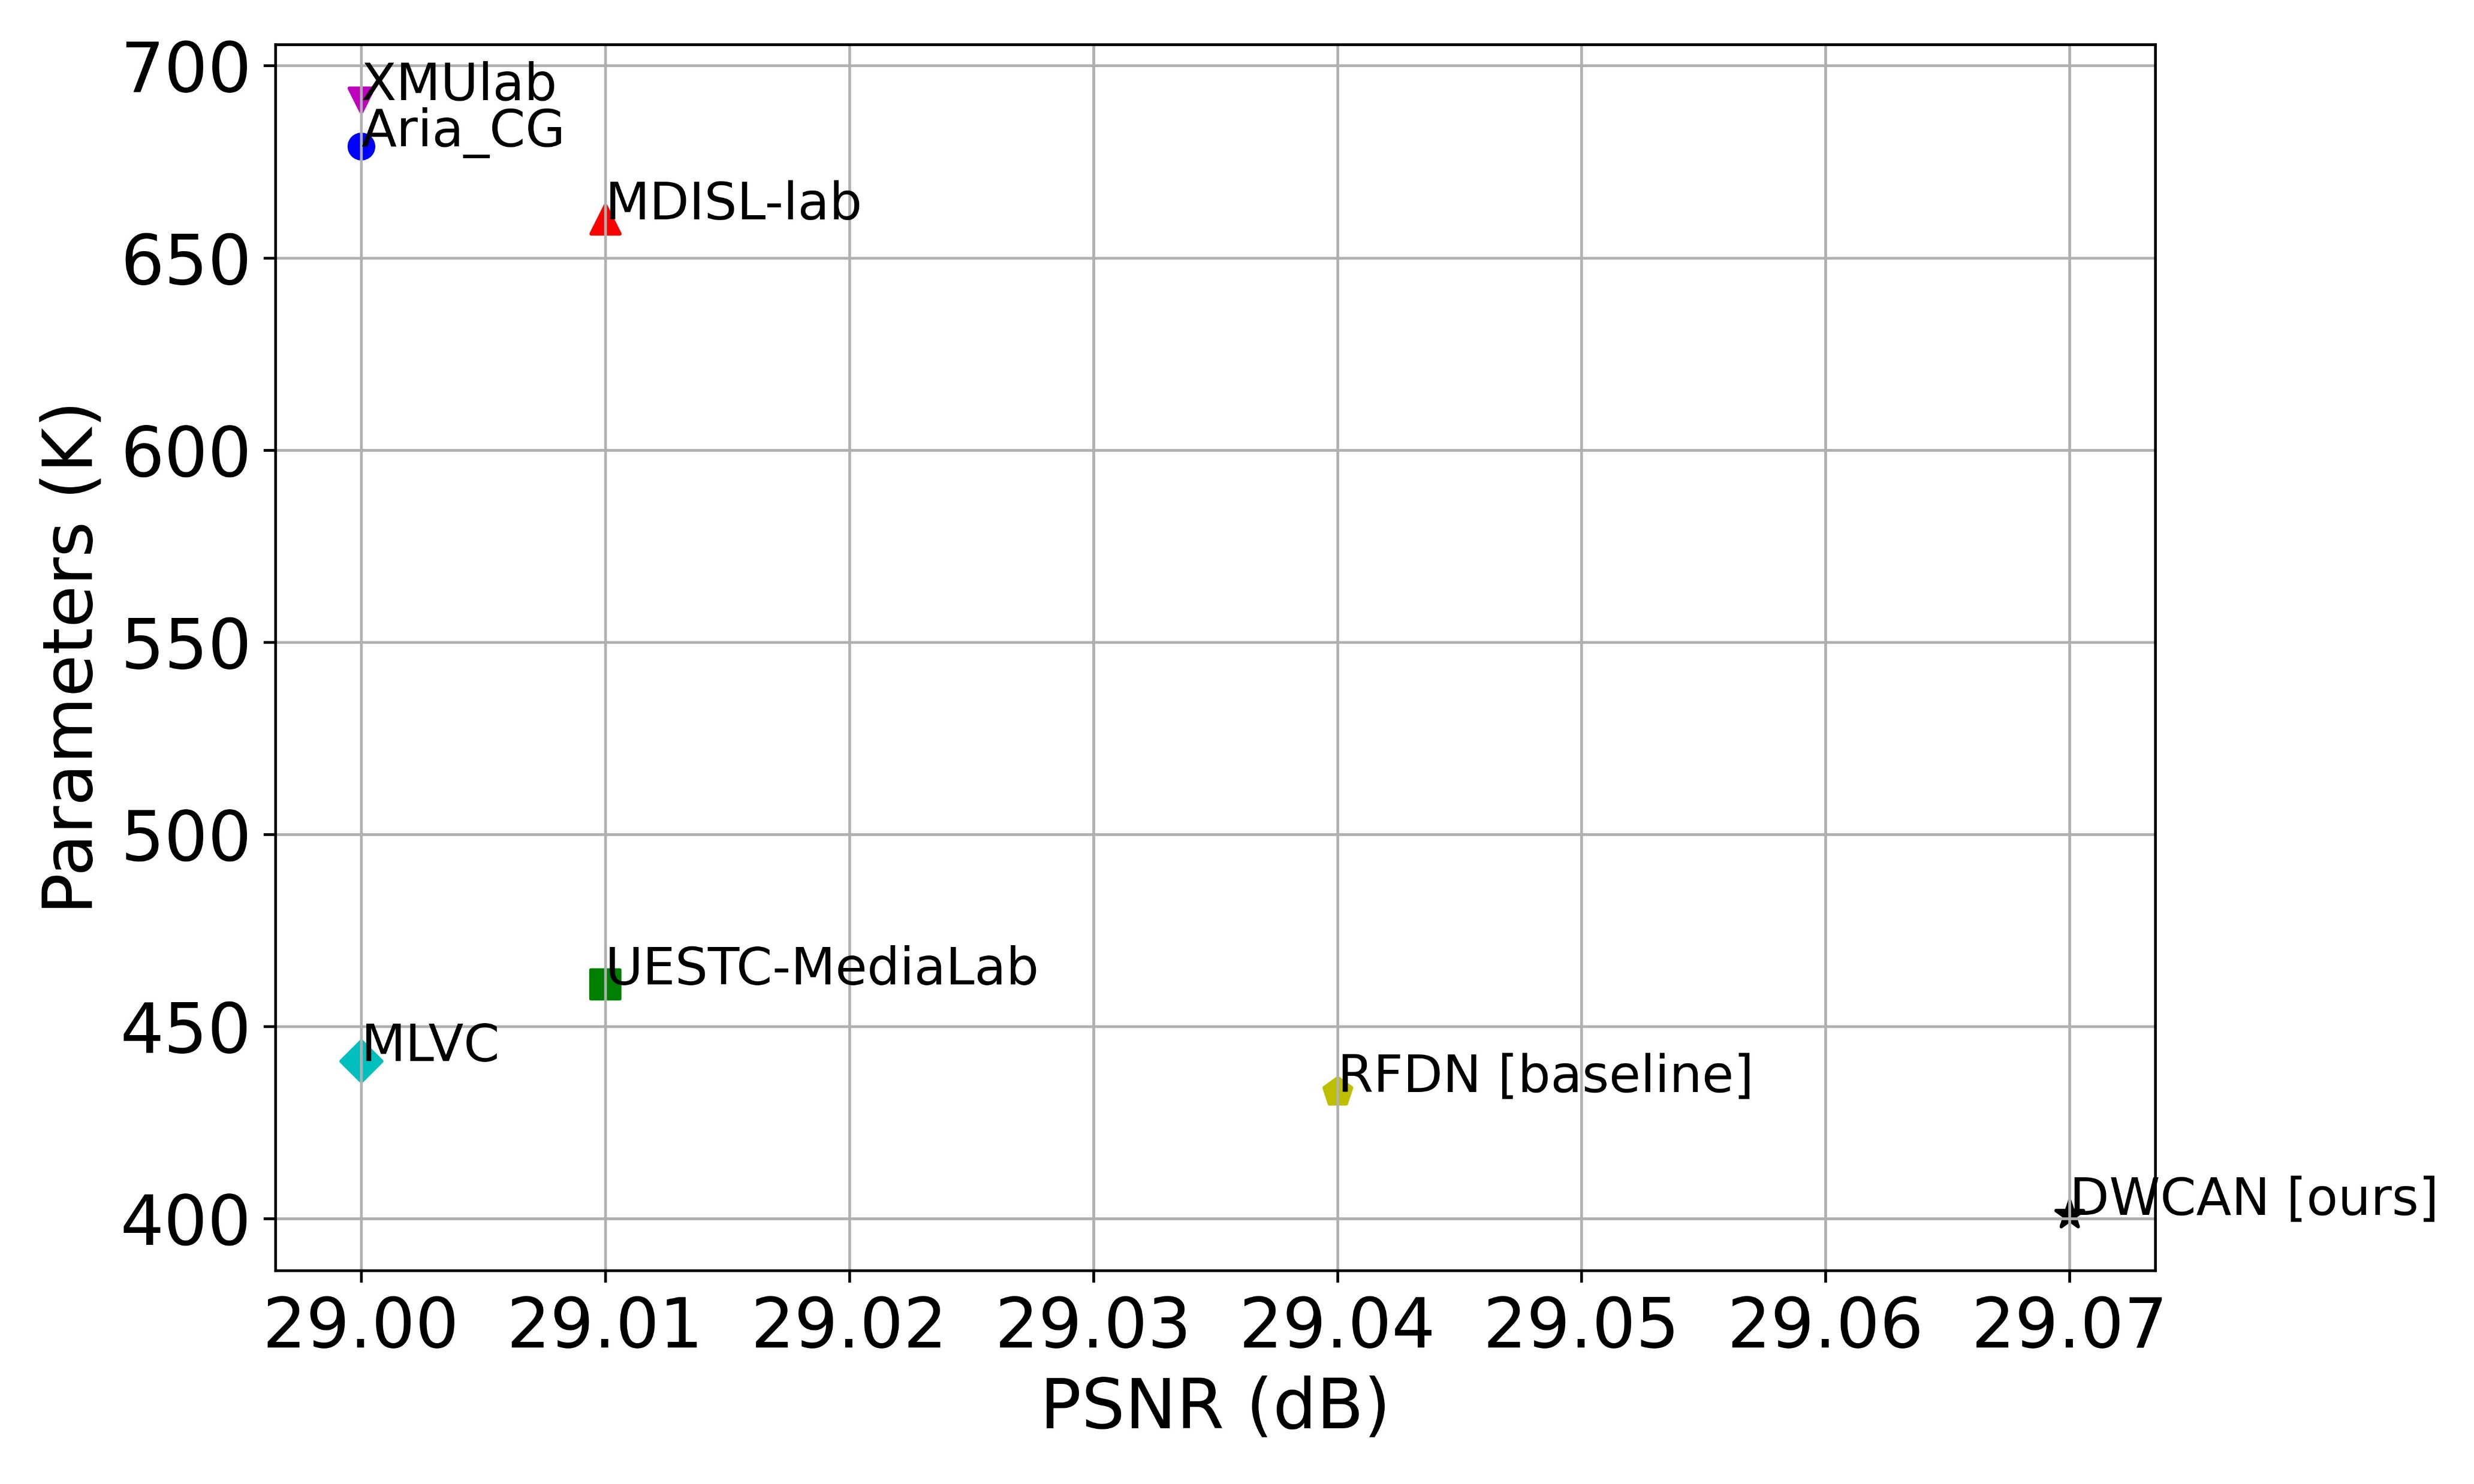 700
650
600
550
500
450
400
Parameters (K)
XMUlab
Aria_CG
MDISL-lab
UESTC-MediaLab
MLVC
RFDN [baseline]
DWCAN [ours]
29.00 29.01 29.02 29.03 29.04 29.05 29.06 29.07
PSNR (dB)